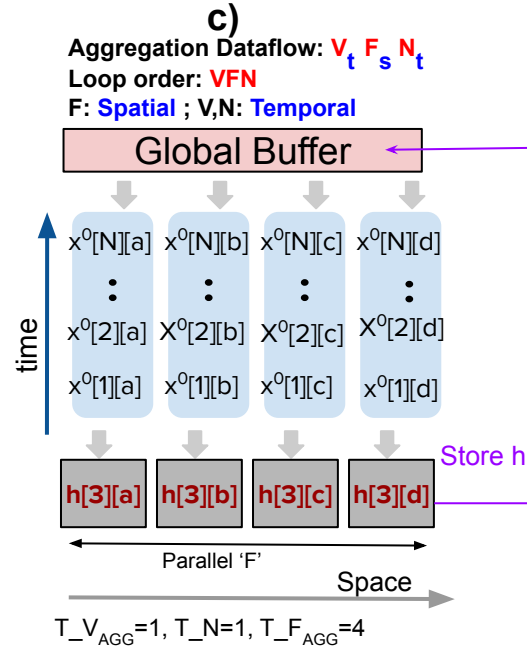 c)
Aggregation Dataflow: Vt Fs Nt
Loop order: VFN
F: Spatial ; V,N: Temporal
Global Buffer
x⁰[N][a] x⁰[N][b] x⁰[N][c] x⁰[N][d]
x⁰[2][a] X⁰[2][b] X⁰[2][c] X⁰[2][d]
x⁰[1][a] x⁰[1][b] x⁰[1][c] x⁰[1][d]
time
Store h
h[3][a] h[3][b] h[3][c] h[3][d]
Parallel ‘F’
Space
T_V_AGG=1, T_N=1, T_F_AGG=4